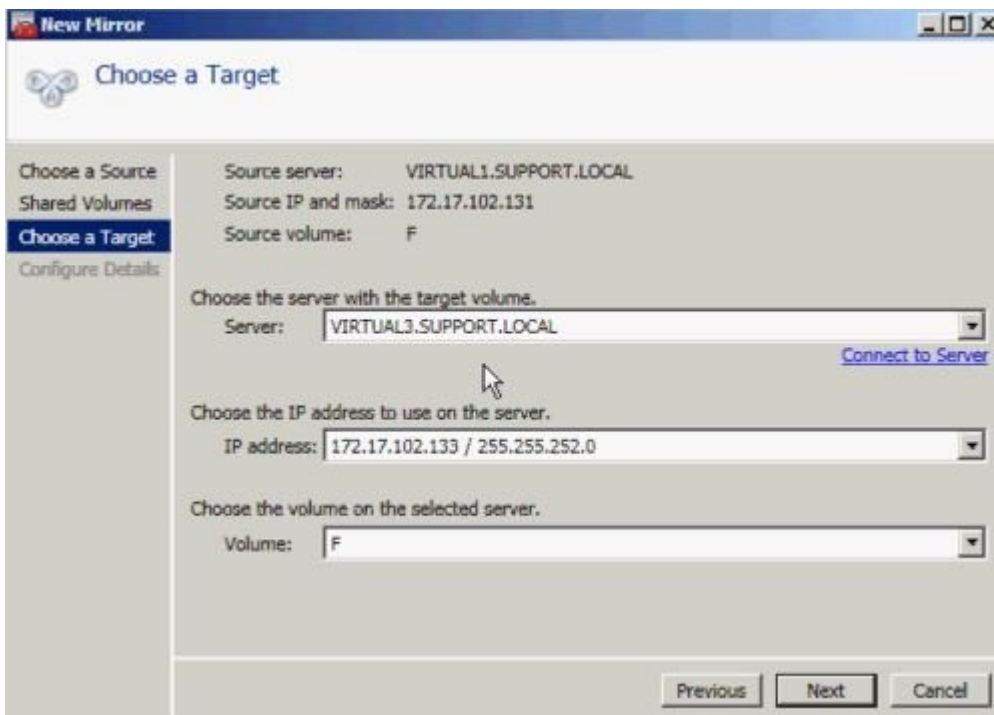 New Mirror
Choose a Target
Choose a Source
Shared Volumes
Choose a Target
Configure Details
Source server: VIRTUAL1.SUPPORT.LOCAL
Source IP and mask: 172.17.102.131
Source volume: F
Choose the server with the target volume.
Server: VIRTUAL3.SUPPORT.LOCAL
Connect to Server
Choose the IP address to use on the server.
IP address: 172.17.102.133 / 255.255.252.0
Choose the volume on the selected server.
Volume: F
Previous Next Cancel